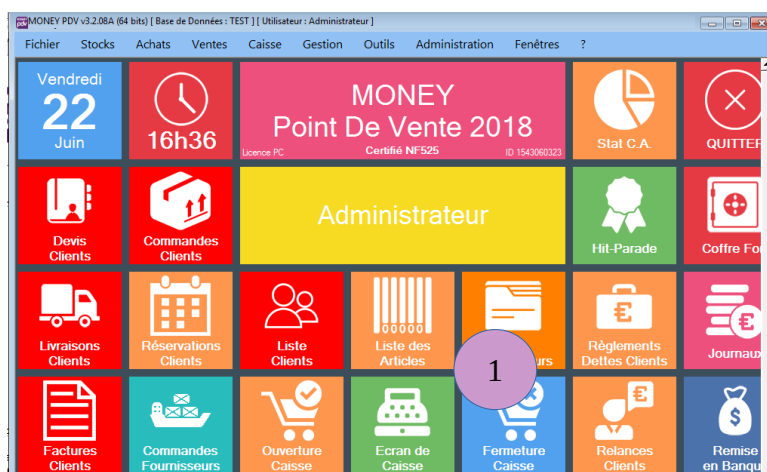 MONEY PDV v3.2.08A (64 bits) [ Base de Données : TEST ] [ Utilisateur : Administrateur ]
Fichier Stocks Achats Ventes Caisse Gestion Outils Administration Fenêtres ?
Vendredi
22
Juin
16h36
MONEY
Point De Vente 2018
Licence PC Certifié NF525 ID 1543060323
Stat C.A.
QUITTER
Devis
Clients
Commandes
Clients
Administrateur
Hit-Parade
Coffre For
Livraisons
Clients
Réservations
Clients
Liste
Clients
Liste des
Articles
urs
Règlements
Dettes Clients
Journaux
1
Factures
Clients
Commandes
Fournisseurs
Ouverture
Caisse
Ecran de
Caisse
Fermeture
Caisse
Relances
Clients
Remise
en Banqu